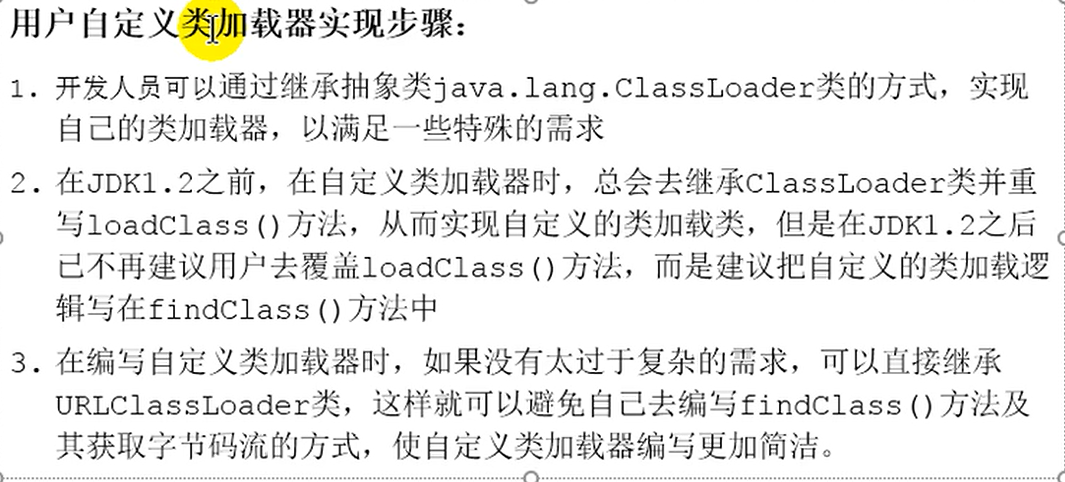 用户自定义类加载器实现步骤：
1. 开发人员可以通过继承抽象类java.lang.ClassLoader类的方式，实现
自己的类加载器，以满足一些特殊的需求
2. 在JDK1.2之前，在自定义类加载器时，总会去继承ClassLoader类并重
写loadClass()方法，从而实现自定义的类加载类，但是在JDK1.2之后
已不再建议用户去覆盖loadClass()方法，而是建议把自定义的类加载逻
辑写在findClass()方法中
3. 在编写自定义类加载器时，如果没有太过于复杂的需求，可以直接继承
URLClassLoader类，这样就可以避免自己去编写findClass()方法及
其获取字节码流的方式，使自定义类加载器编写更加简洁。